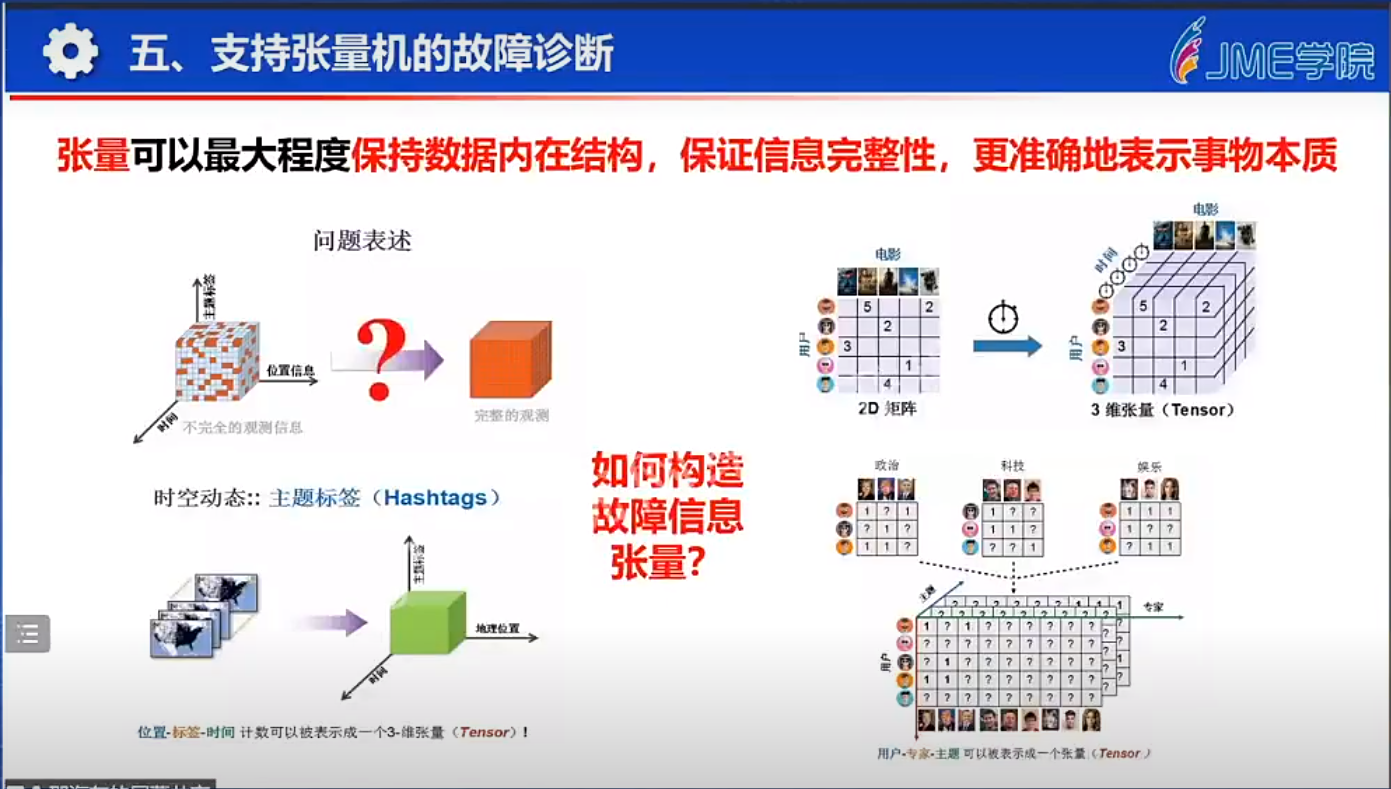 五、支持张量机的故障诊断
JME学院
张量可以最大程度保持数据内在结构，保证信息完整性，更准确地表示事物本质
问题表述
主题标签
位置信息
时间
不完全的观测信息
?
完整的观测
时空动态:: 主题标签（Hashtags）
主题标签
地理位置
时间
位置-标签-时间 计数可以被表示成一个3-维张量（Tensor）!
如何构造
故障信息
张量?
电影
用户
5 2
2
3
1
4
2D 矩阵
电影
时间
用户
5 2
2
3
1
4
3 维张量（Tensor）
政治
1 ? 1
? 1 ?
1 1 ?
科技
1 ? ?
1 1 ?
? ? 1
娱乐
1 1 1
1 ? ?
? 1 1
主题
专家
用户
1 ? 1 ? ? ? ? ? ?
? ? ? ? ? ? ? ? ?
? 1 ? ? ? ? ? ? ?
1 1 ? ? ? ? ? ? ?
? ? ? ? ? ? ? ? ?
用户-专家-主题 可以被表示成一个张量（Tensor）